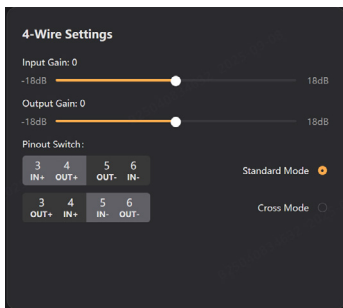 4-Wire Settings
Input Gain: 0
-18dB 18dB
Output Gain: 0
-18dB 18dB
Pinout Switch:
3 4 5 6
IN+ OUT+ OUT- IN-
Standard Mode
3 4 5 6
OUT+ IN+ IN- OUT-
Cross Mode